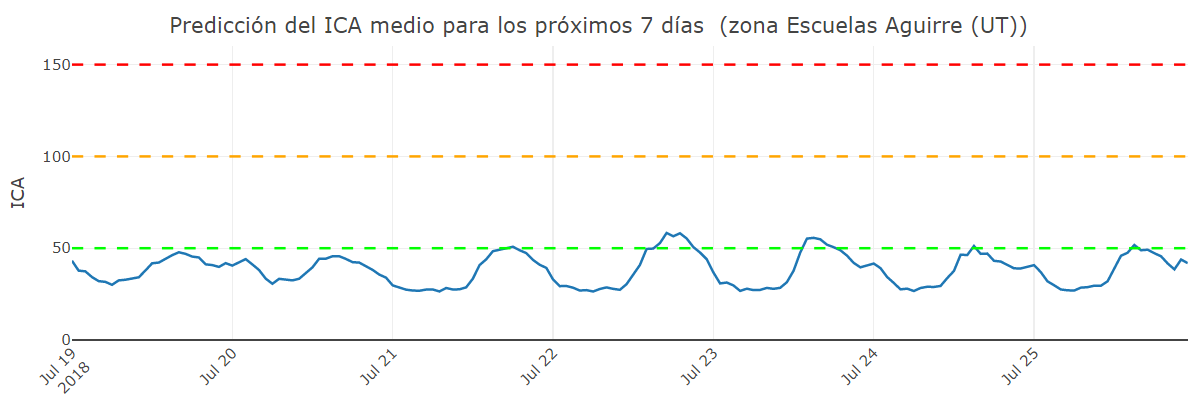 Predicción del ICA medio para los próximos 7 días  (zona Escuelas Aguirre (UT))
ICA
150
100
50
0
Jul 19
2018
Jul 20
Jul 21
Jul 22
Jul 23
Jul 24
Jul 25